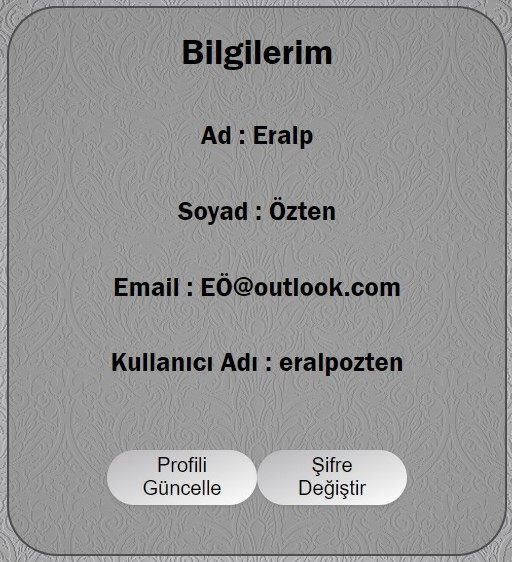 Bilgilerim
Ad : Eralp
Soyad : Özten
Email : EÖ@outlook.com
Kullanıcı Adı : eralpozten
Profili
Güncelle
Şifre
Değiştir